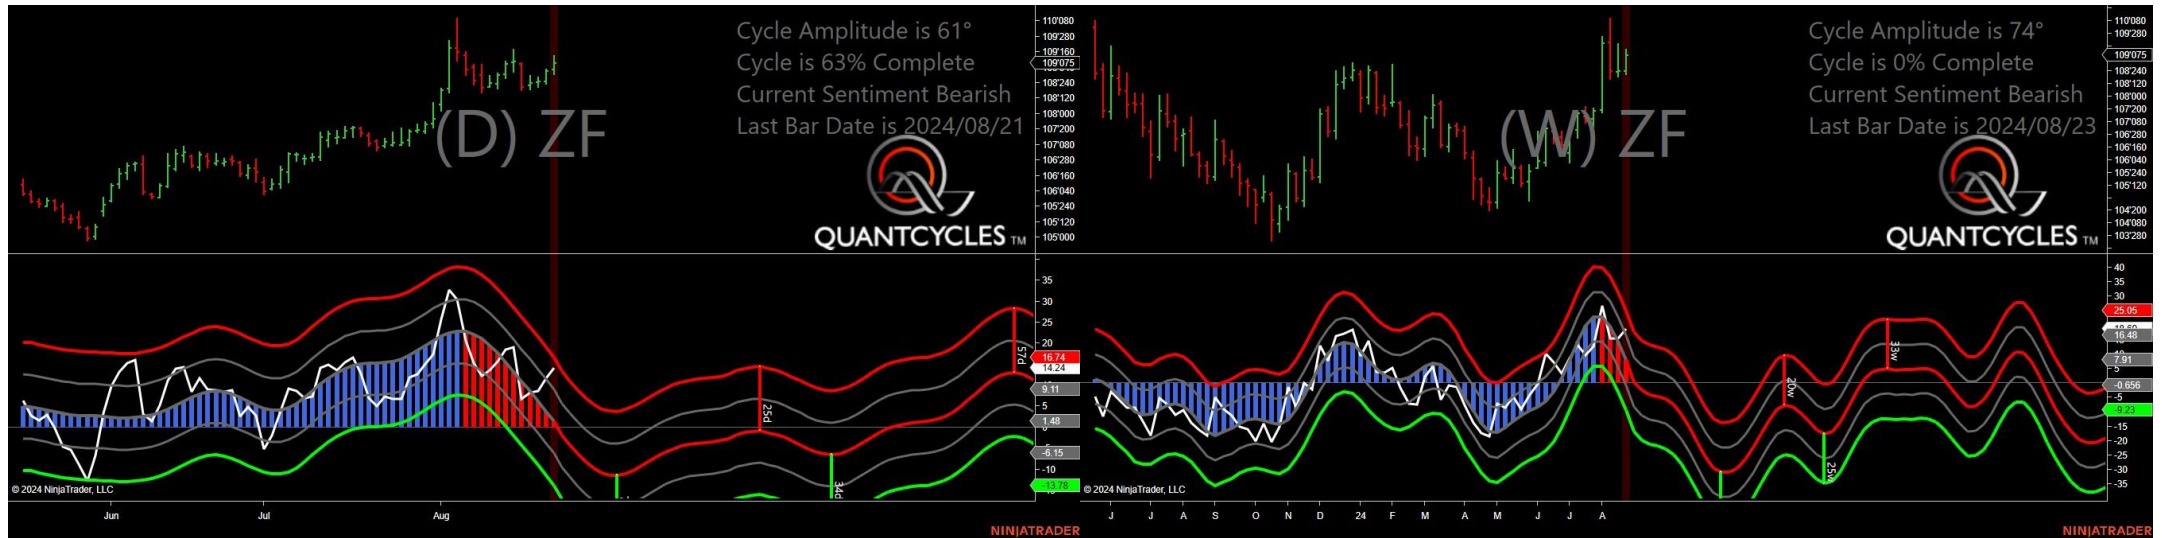 Cycle Amplitude is 61°
Cycle is 63% Complete
Current Sentiment Bearish
Last Bar Date is 2024/08/21
(D) ZF
QUANTCYCLES TM
110'080
109'280
109'160
109'075
108'240
108'120
108'000
107'200
107'080
106'280
106'160
106'040
105'240
105'120
105'000
35
30
25
20
16.74
14.24
9.11
5
1.48
-6.15
-10
-13.78
25d
34d
57d
© 2024 NinjaTrader, LLC
Jun Jul Aug
NINJATRADER
Cycle Amplitude is 74°
Cycle is 0% Complete
Current Sentiment Bearish
Last Bar Date is 2024/08/23
(W) ZF
QUANTCYCLES TM
110'080
109'280
109'075
108'240
108'120
108'000
107'200
107'080
106'280
106'160
106'040
105'240
105'120
104'200
104'080
103'280
40
35
30
25.05
16.48
7.91
5
-0.656
-5
-9.23
-15
-20
-25
-30
-35
20w
25w
33w
© 2024 NinjaTrader, LLC
J J A S O N D 24 F M A M J J A
NINJATRADER